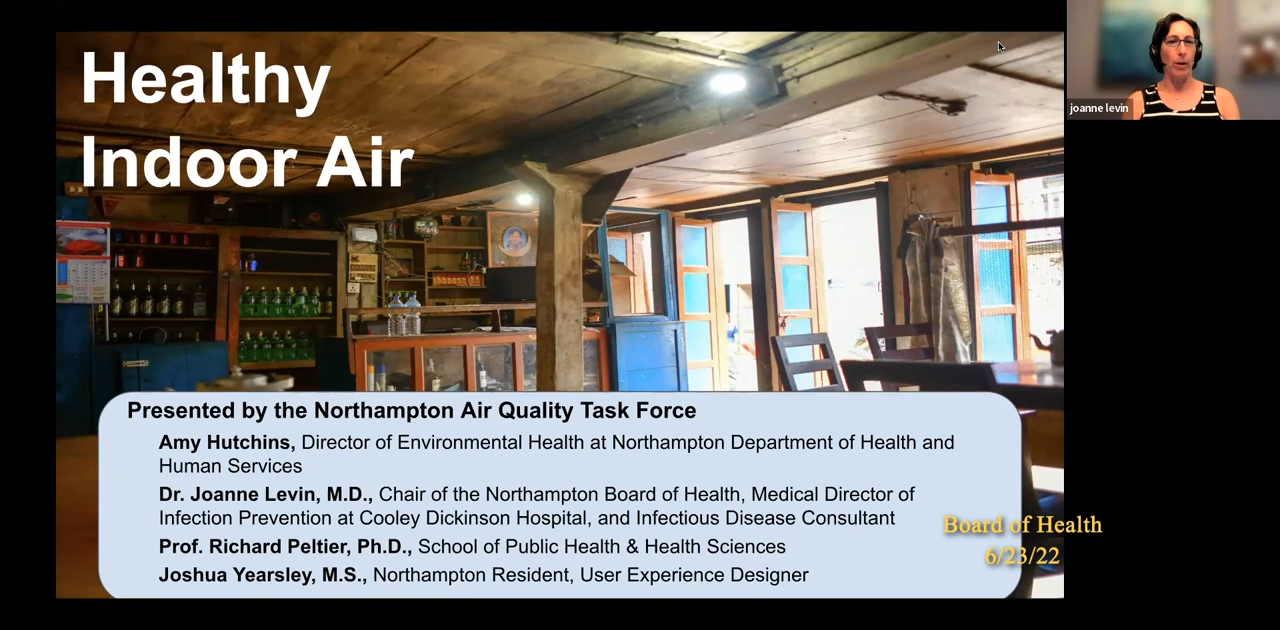 Healthy
Indoor Air
joanne levin
Presented by the Northampton Air Quality Task Force
Amy Hutchins, Director of Environmental Health at Northampton Department of Health and
Human Services
Dr. Joanne Levin, M.D., Chair of the Northampton Board of Health, Medical Director of
Infection Prevention at Cooley Dickinson Hospital, and Infectious Disease Consultant
Prof. Richard Peltier, Ph.D., School of Public Health & Health Sciences
Joshua Yearsley, M.S., Northampton Resident, User Experience Designer
Board of Health
6/23/22